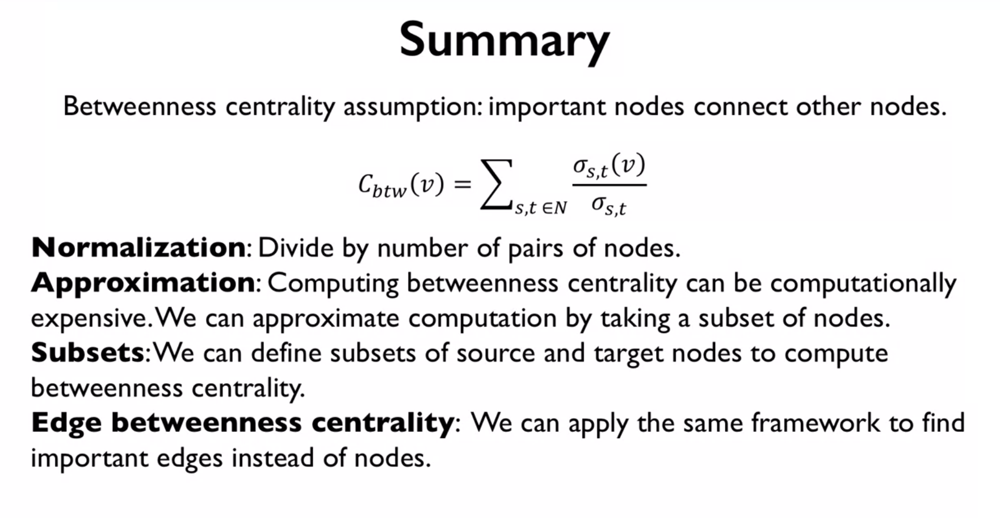 Summary
Betweenness centrality assumption: important nodes connect other nodes.
C_{btw}(v) = \sum_{s,t \in N} \frac{\sigma_{s,t}(v)}{\sigma_{s,t}}
Normalization: Divide by number of pairs of nodes.
Approximation: Computing betweenness centrality can be computationally
expensive. We can approximate computation by taking a subset of nodes.
Subsets: We can define subsets of source and target nodes to compute
betweenness centrality.
Edge betweenness centrality: We can apply the same framework to find
important edges instead of nodes.